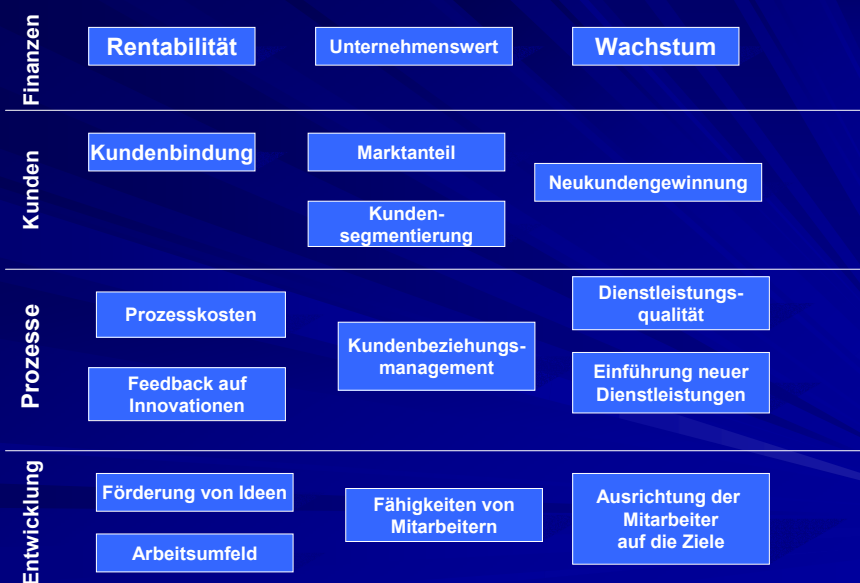 Finanzen
Rentabilität
Unternehmenswert
Wachstum
Kunden
Kundenbindung
Marktanteil
Neukundengewinnung
Kunden-
segmentierung
Prozesse
Prozesskosten
Feedback auf
Innovationen
Kundenbeziehungs-
management
Dienstleistungs-
qualität
Einführung neuer
Dienstleistungen
Entwicklung
Förderung von Ideen
Arbeitsumfeld
Fähigkeiten von
Mitarbeitern
Ausrichtung der
Mitarbeiter
auf die Ziele